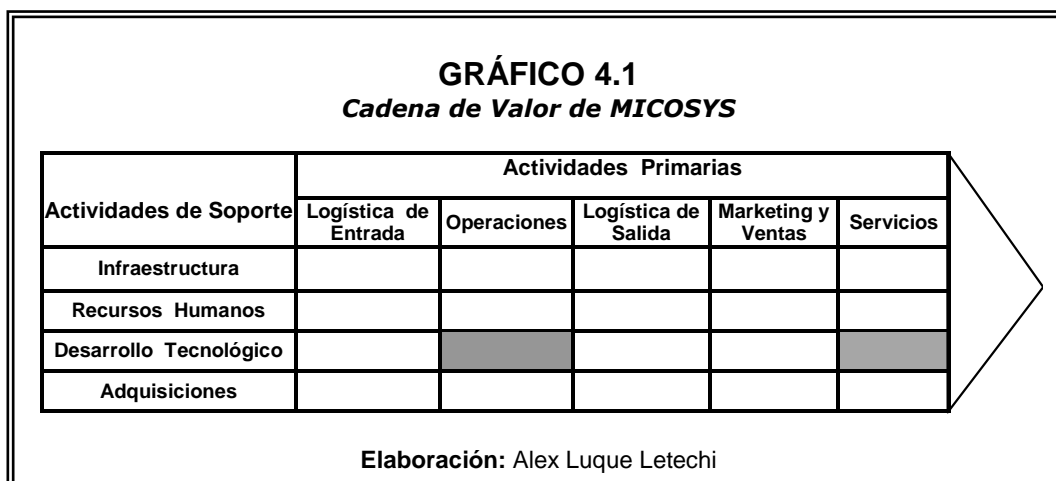 GRÁFICO 4.1
Cadena de Valor de MICOSYS
Actividades Primarias
Actividades de Soporte
Logística de
Entrada
Operaciones
Logística de
Salida
Marketing y
Ventas
Servicios
Infraestructura
Recursos Humanos
Desarrollo Tecnológico
Adquisiciones
Elaboración: Alex Luque Letechi